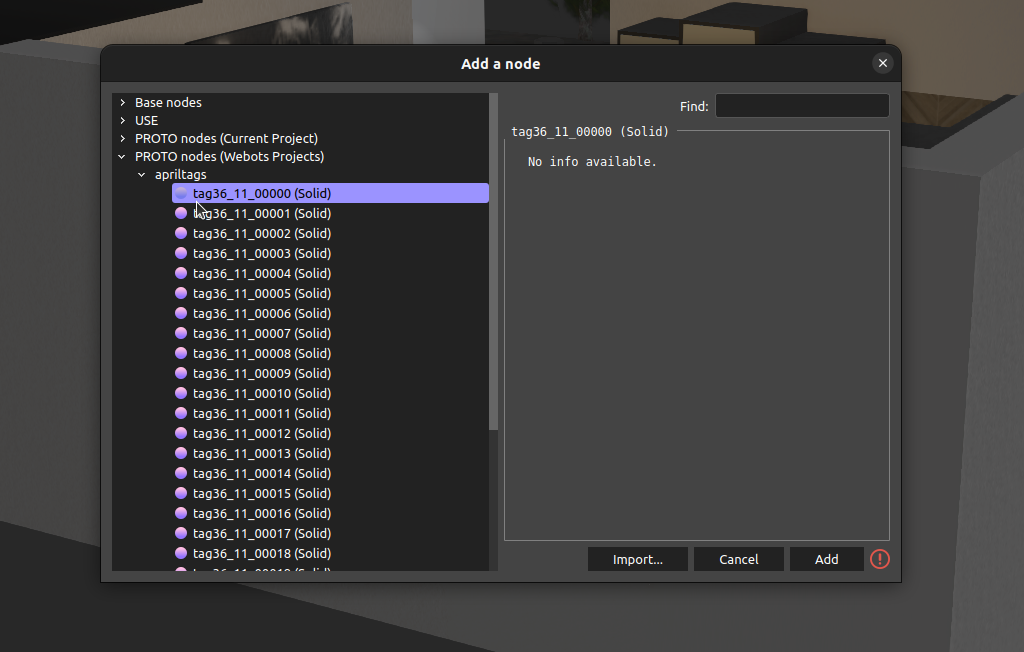 Add a node
Base nodes
USE
PROTO nodes (Current Project)
PROTO nodes (Webots Projects)
apriltags
tag36_11_00000 (Solid)
tag36_11_00001 (Solid)
tag36_11_00002 (Solid)
tag36_11_00003 (Solid)
tag36_11_00004 (Solid)
tag36_11_00005 (Solid)
tag36_11_00006 (Solid)
tag36_11_00007 (Solid)
tag36_11_00008 (Solid)
tag36_11_00009 (Solid)
tag36_11_00010 (Solid)
tag36_11_00011 (Solid)
tag36_11_00012 (Solid)
tag36_11_00013 (Solid)
tag36_11_00014 (Solid)
tag36_11_00015 (Solid)
tag36_11_00016 (Solid)
tag36_11_00017 (Solid)
tag36_11_00018 (Solid)
Find:
tag36_11_00000 (Solid)
No info available.
Import...
Cancel
Add